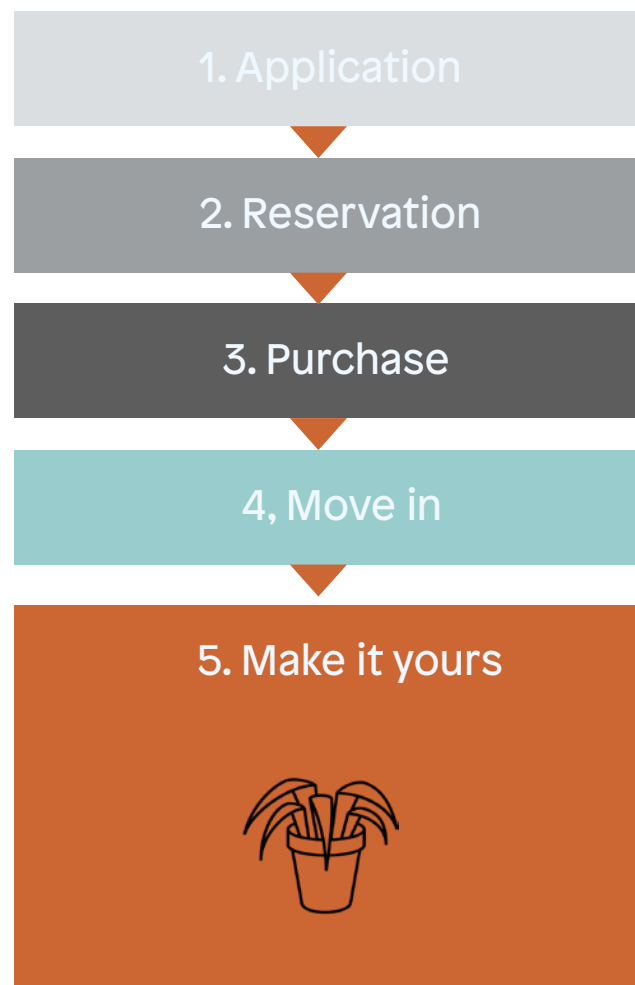 1. Application
2. Reservation
3. Purchase
4, Move in
5. Make it yours